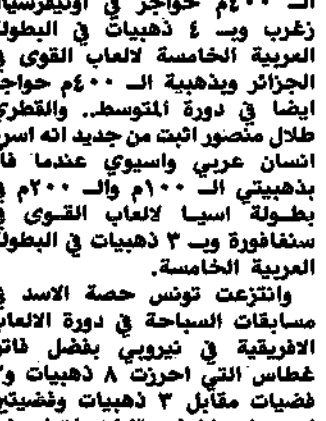 الـ ٤٠٠م حواجز في اونيفرسياد
زغرب وبـ ٤ ذهبيات في البطولة
العربية الخامسة لالعاب القوى في
الجزائر وبذهبية الـ ٤٠٠م حواجز
ايضا في دورة المتوسط.. والقطري
طلال منصور اثبت من جديد انه اسرع
انسان عربي واسيوي عندما فاز
بذهبيتي الـ ١٠٠م والـ ٢٠٠م في
بطولة اسيا لالعاب القوى في
سنغافورة وبـ ٣ ذهبيات في البطولة
العربية الخامسة.
وانتزعت تونس حصة الاسد في
مسابقات السباحة في دورة الالعاب
الافريقية في نيروبي بفضل فاتن
غطاس التي احرزت ٨ ذهبيات و٢
فضيات مقابل ٣ ذهبيات وفضيتين